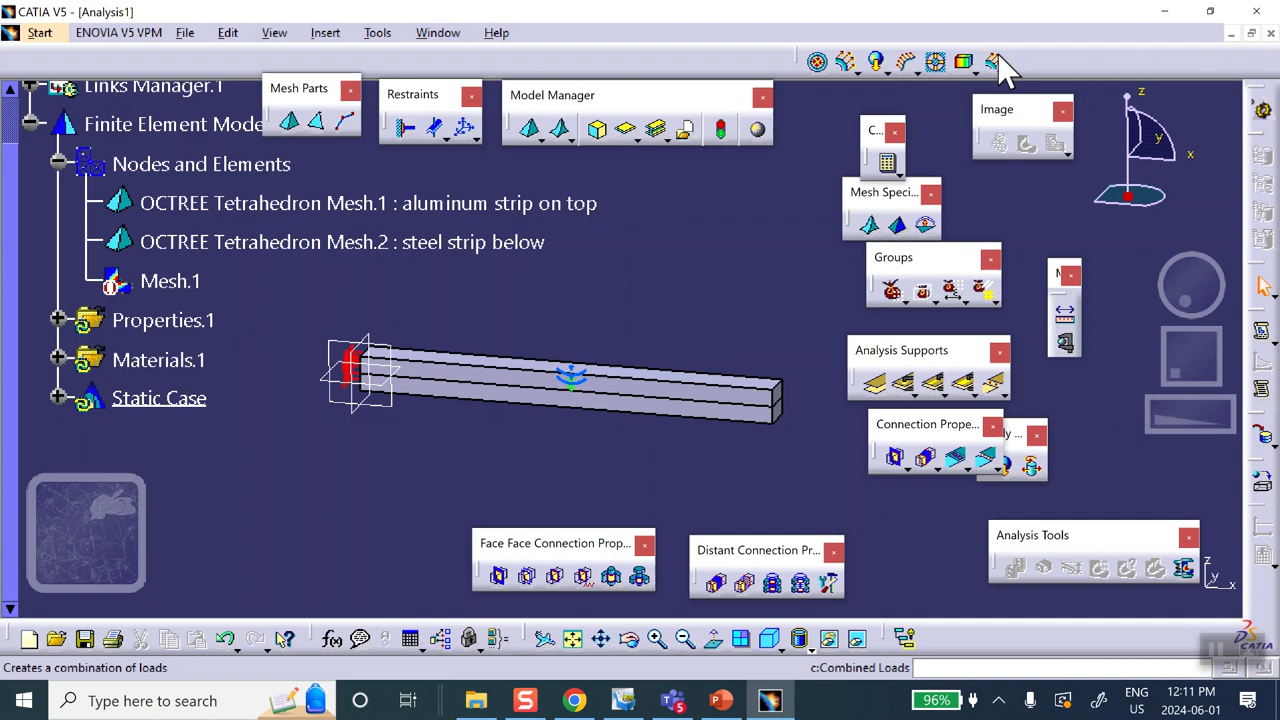 CATIA V5 - [Analysis1]
Start ENOVIA V5 VPM File Edit View Insert Tools Window Help
Links Manager.1
Mesh Parts
Restraints
Model Manager
Image
C...
Finite Element Mode
Nodes and Elements
OCTREE Tetrahedron Mesh.1 : aluminum strip on top
OCTREE Tetrahedron Mesh.2 : steel strip below
Mesh.1
Properties.1
Materials.1
Static Case
z
y
x
Mesh Speci...
Groups
M
Analysis Supports
Connection Prope...
y ...
Face Face Connection Prop...
Distant Connection Pr...
Analysis Tools
z
y
x
f(x)
CATIA
Creates a combination of loads
c:Combined Loads
Type here to search
96%
ENG
US
12:11 PM
2024-06-01